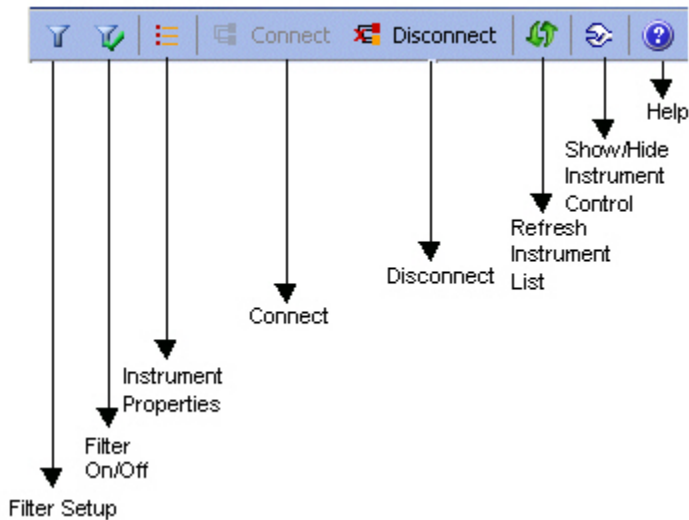 Connect Disconnect
Help
Show/Hide
Instrument
Control
Refresh
Instrument
List
Disconnect
Connect
Instrument
Properties
Filter
On/Off
Filter Setup